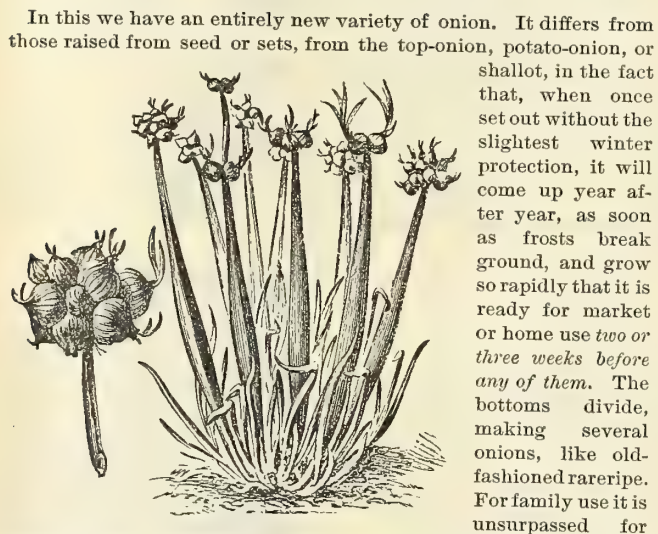 In this we have an entirely new variety of onion. It differs from
those raised from seed or sets, from the top-onion, potato-onion, or
shallot, in the fact
that, when once
set out without the
slightest winter
protection, it will
come up year af-
ter year, as soon
as frosts break
ground, and grow
so rapidly that it is
ready for market
or home use two or
three weeks before
any of them. The
bottoms divide,
making several
onions, like old-
fashioned rareripe.
For family use it is
unsurpassed for